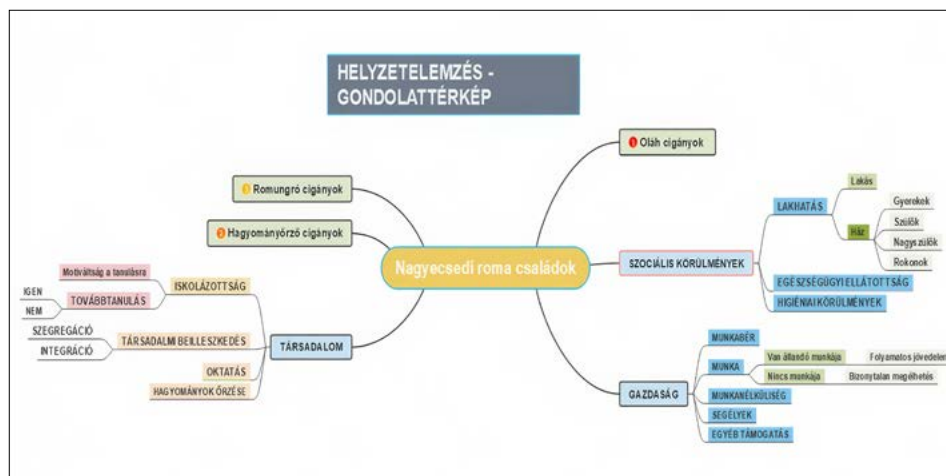 HELYZETELEMZÉS -
GONDOLATTÉRKÉP
Oláh cigányok
Romungró cigányok
Hagyományőrző cigányok
Nagyecsedi roma családok
SZOCIÁLIS KÖRÜLMÉNYEK
LAKHATÁS
Lakás
Ház
Gyerekek
Szülők
Nagyszülők
Rokonok
EGÉSZSÉGÜGYI ELLÁTOTTSÁG
HIGIÉNIAI KÖRÜLMÉNYEK
GAZDASÁG
MUNKABÉR
MUNKA
Van állandó munkája
Folyamatos jövedelem
Nincs munkája
Bizonytalan megélhetés
MUNKANÉLKÜLISÉG
SEGÉLYEK
EGYÉB TÁMOGATÁS
TÁRSADALOM
ISKOLÁZOTTSÁG
Motiváltság a tanulásra
TOVÁBBTANULÁS
IGEN
NEM
TÁRSADALMI BEILLESZKEDÉS
SZEGREGÁCIÓ
INTEGRÁCIÓ
OKTATÁS
HAGYOMÁNYOK ŐRZÉSE